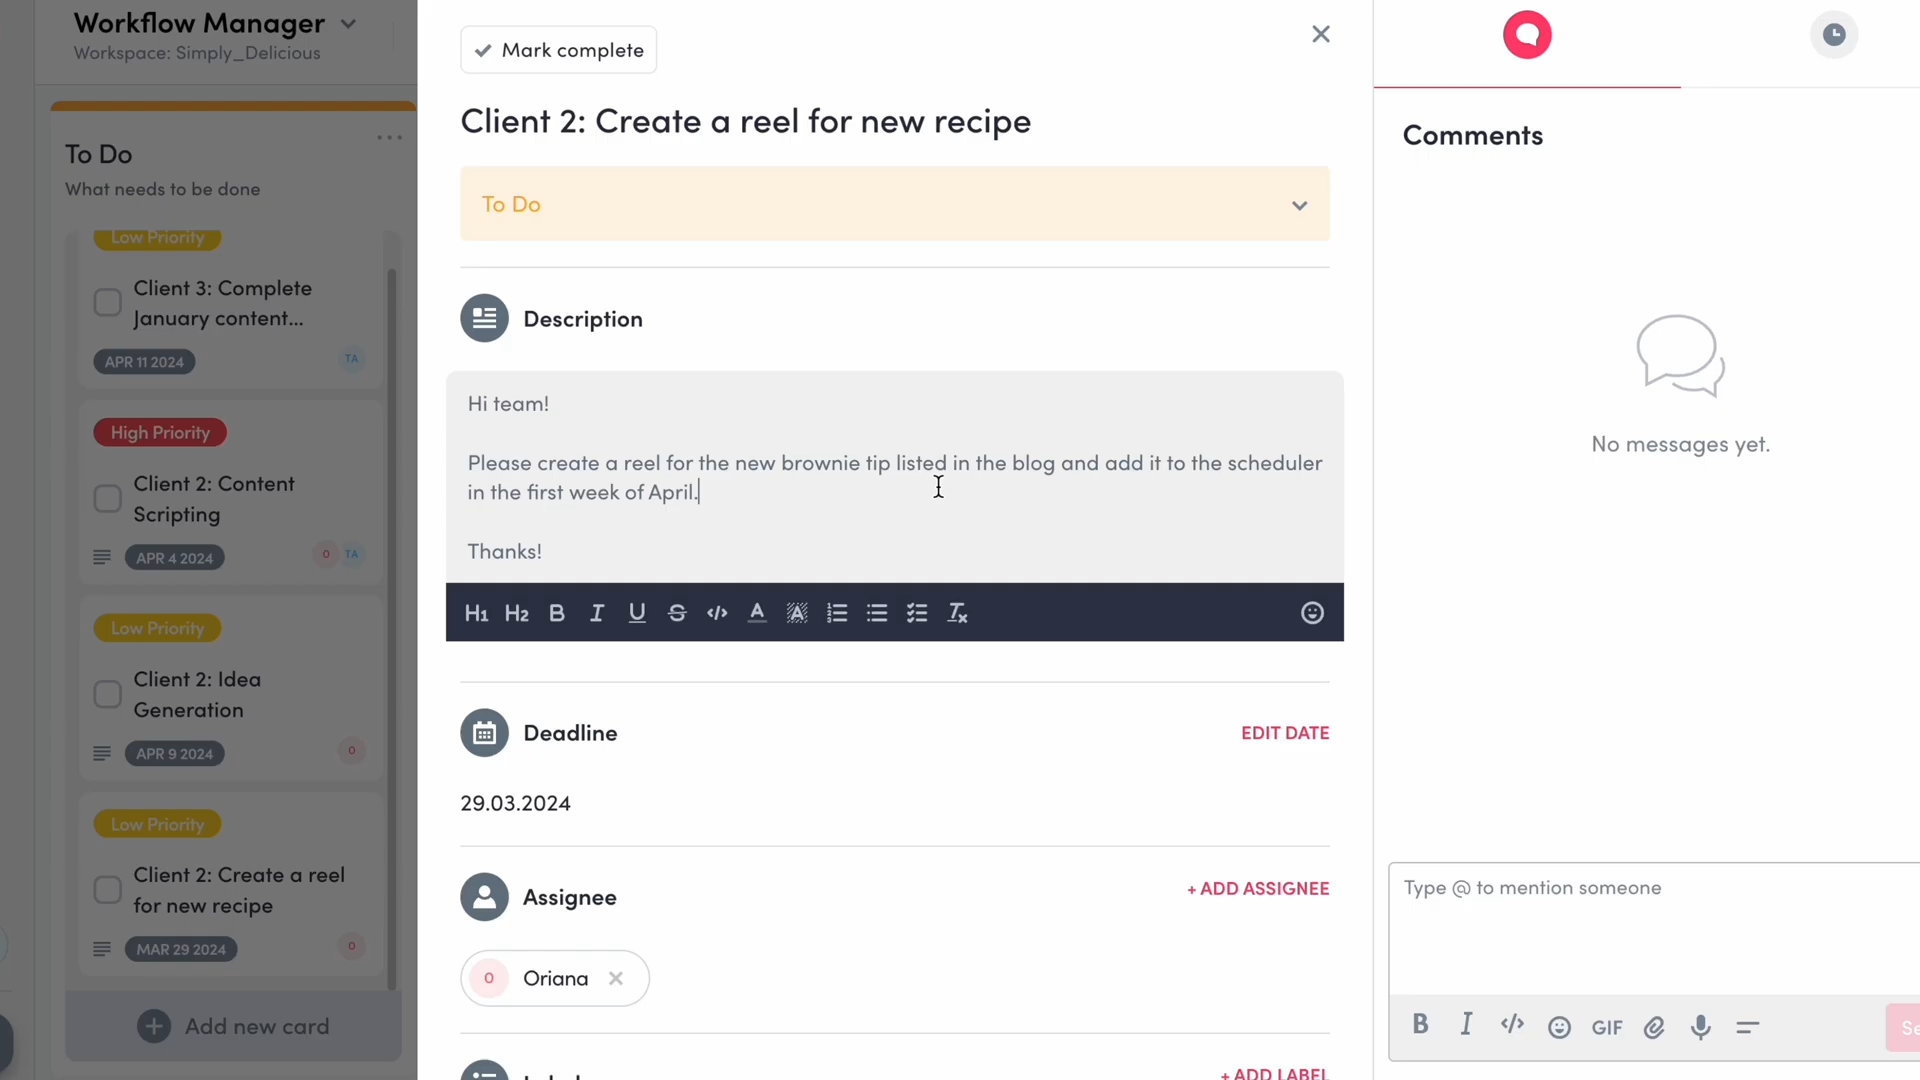 Workflow Manager
Workspace: Simply_Delicious
To Do
What needs to be done
Low Priority
Client 3: Complete
January content...
APR 11 2024
TA
High Priority
Client 2: Content
Scripting
APR 4 2024
O TA
Low Priority
Client 2: Idea
Generation
APR 9 2024
O
Low Priority
Client 2: Create a reel
for new recipe
MAR 29 2024
O
Add new card
Mark complete
Client 2: Create a reel for new recipe
To Do
Description
Hi team!
Please create a reel for the new brownie tip listed in the blog and add it to the scheduler
in the first week of April.
Thanks!
H1 H2 B I U S </> A A
Deadline
EDIT DATE
29.03.2024
Assignee
+ ADD ASSIGNEE
O Oriana
+ ADD LABEL
Comments
No messages yet.
Type @ to mention someone
B I </> GIF